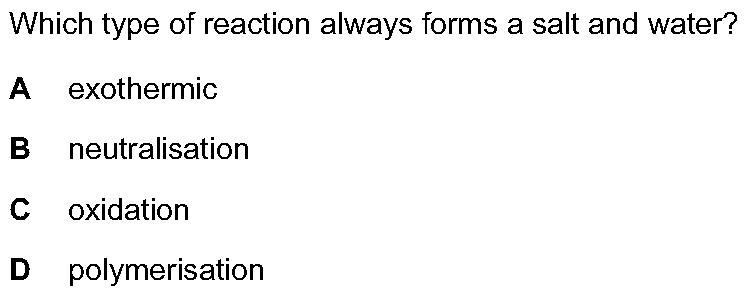 Which type of reaction always forms a salt and water?
A exothermic
B neutralisation
C oxidation
D polymerisation